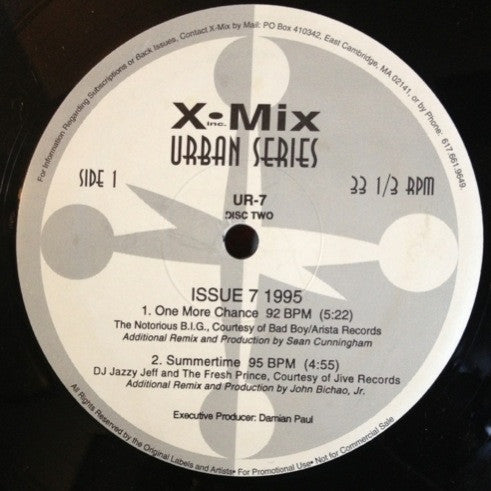 For Information Regarding Subscriptions or Back Issues, Contact X-Mix by Mail: PO Box 410342, East Cambridge, MA 02141, or by Phone: 617.661.9649.
X•Mix
inc.
URBAN SERIES
SIDE 1
33 1/3 RPM
UR-7
DISC TWO
ISSUE 7 1995
1. One More Chance 92 BPM (5:22)
The Notorious B.I.G., Courtesy of Bad Boy/Arista Records
Additional Remix and Production by Sean Cunningham
2. Summertime 95 BPM (4:55)
DJ Jazzy Jeff and The Fresh Prince, Courtesy of Jive Records
Additional Remix and Production by John Bichao, Jr.
Executive Producer: Damian Paul
All Rights Reserved by the Original Labels and Artists• For Promotional Use• Not for Commercial Sale